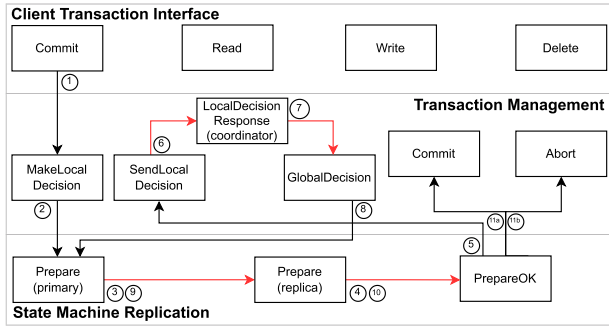 Client Transaction Interface
Commit
Read
Write
Delete
1
LocalDecision
Response
(coordinator)
7
Transaction Management
6
Commit
Abort
MakeLocal
Decision
SendLocal
Decision
GlobalDecision
2
8
11a
11b
5
Prepare
(primary)
3
9
Prepare
(replica)
4
10
PrepareOK
State Machine Replication